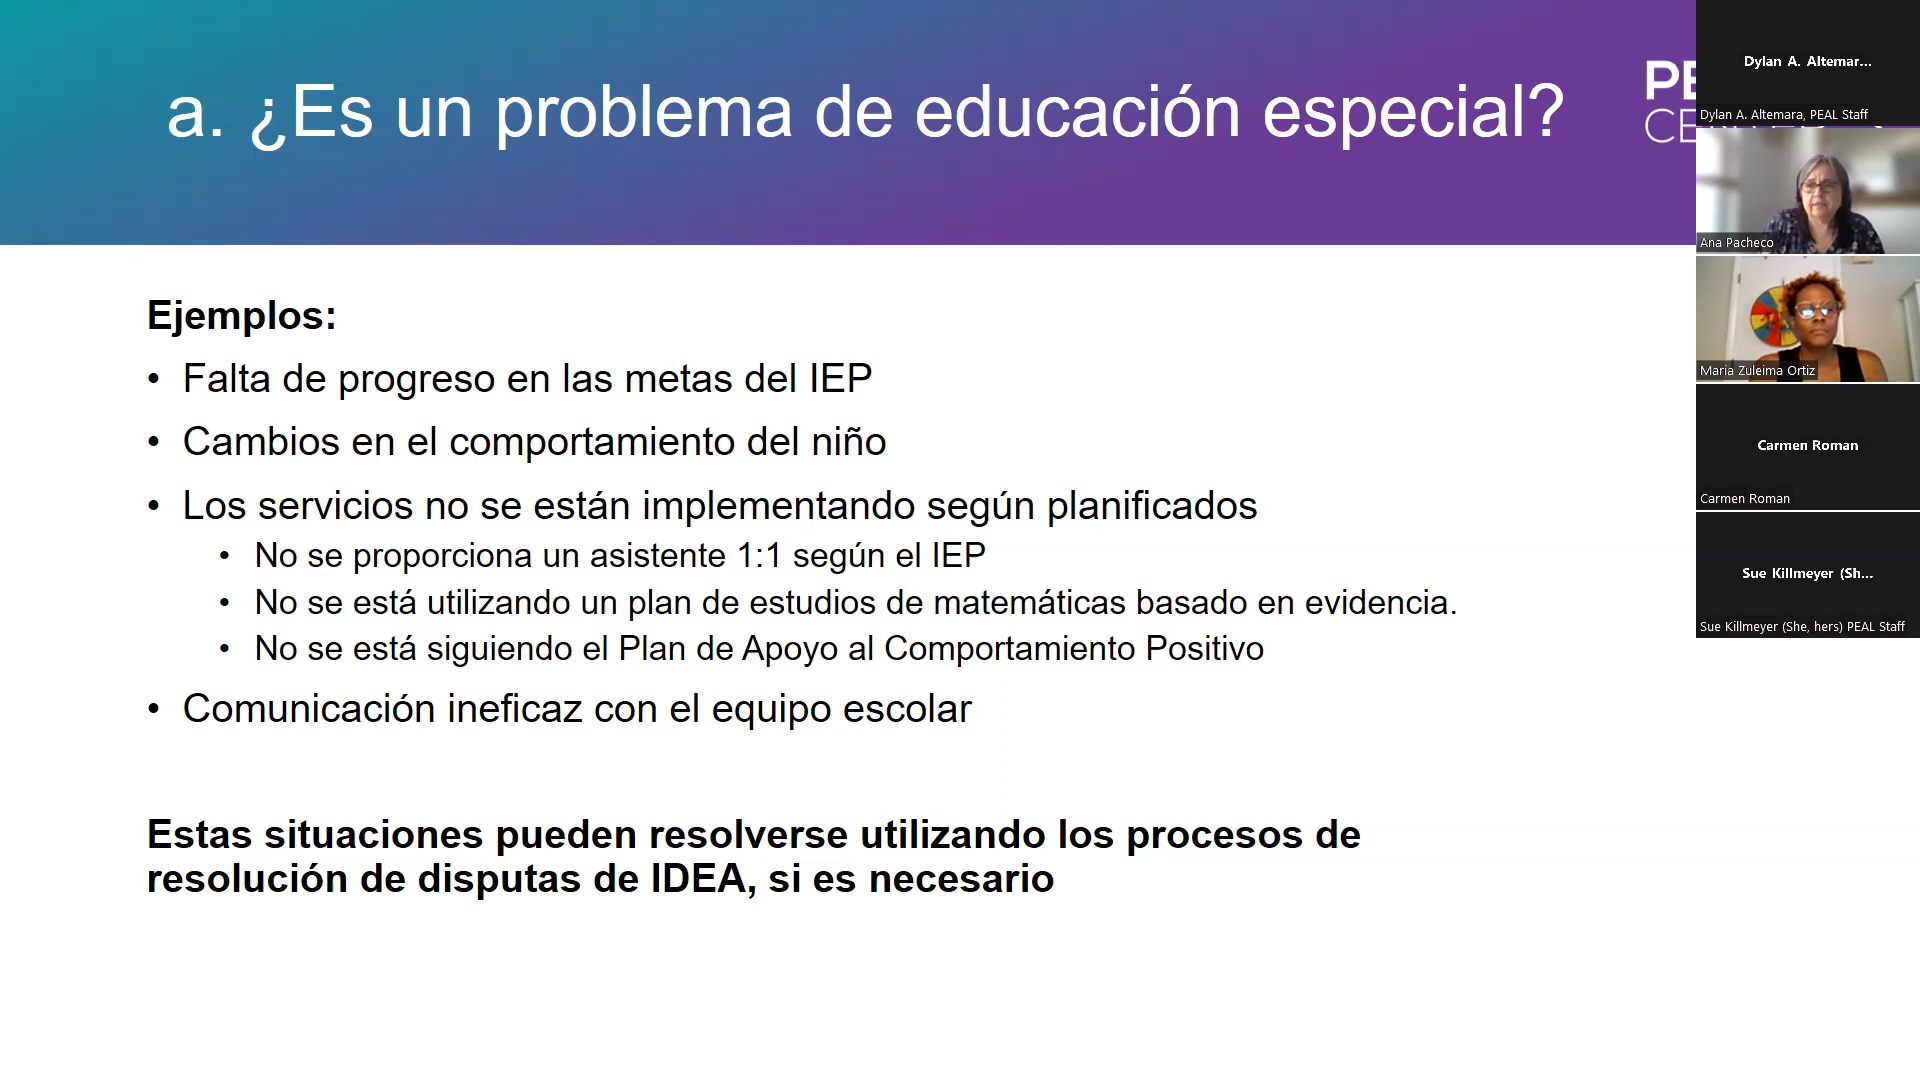 a. ¿Es un problema de educación especial?
Ejemplos:
• Falta de progreso en las metas del IEP
• Cambios en el comportamiento del niño
• Los servicios no se están implementando según planificados
• No se proporciona un asistente 1:1 según el IEP
• No se está utilizando un plan de estudios de matemáticas basado en evidencia.
• No se está siguiendo el Plan de Apoyo al Comportamiento Positivo
• Comunicación ineficaz con el equipo escolar
Estas situaciones pueden resolverse utilizando los procesos de
resolución de disputas de IDEA, si es necesario
Dylan A. Altemar...
Dylan A. Altemara, PEAL Staff
Ana Pacheco
Maria Zuleima Ortiz
Carmen Roman
Carmen Roman
Sue Killmeyer (Sh...
Sue Killmeyer (She, hers) PEAL Staff